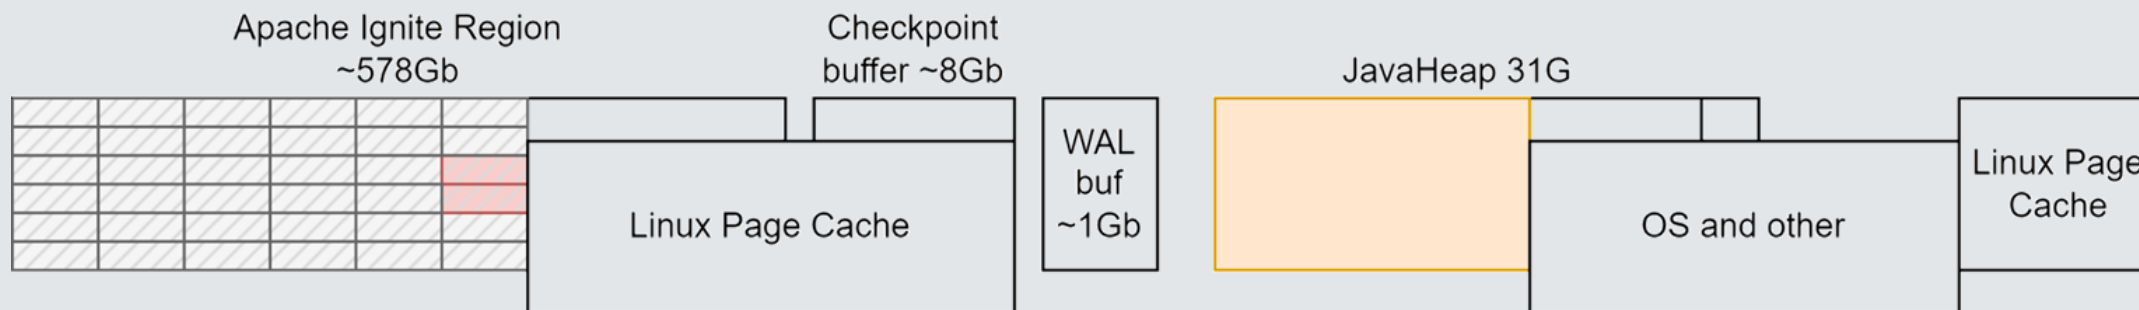 Apache Ignite Region
~578Gb
Checkpoint
buffer ~8Gb
JavaHeap 31G
WAL
buf
~1Gb
Linux Page Cache
OS and other
Linux Page
Cache